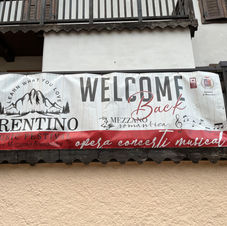 LEARN WHAT YOU LOVE
RENTINO
WELCOME
Back
MEZZANO
romantica
opera concerti musical